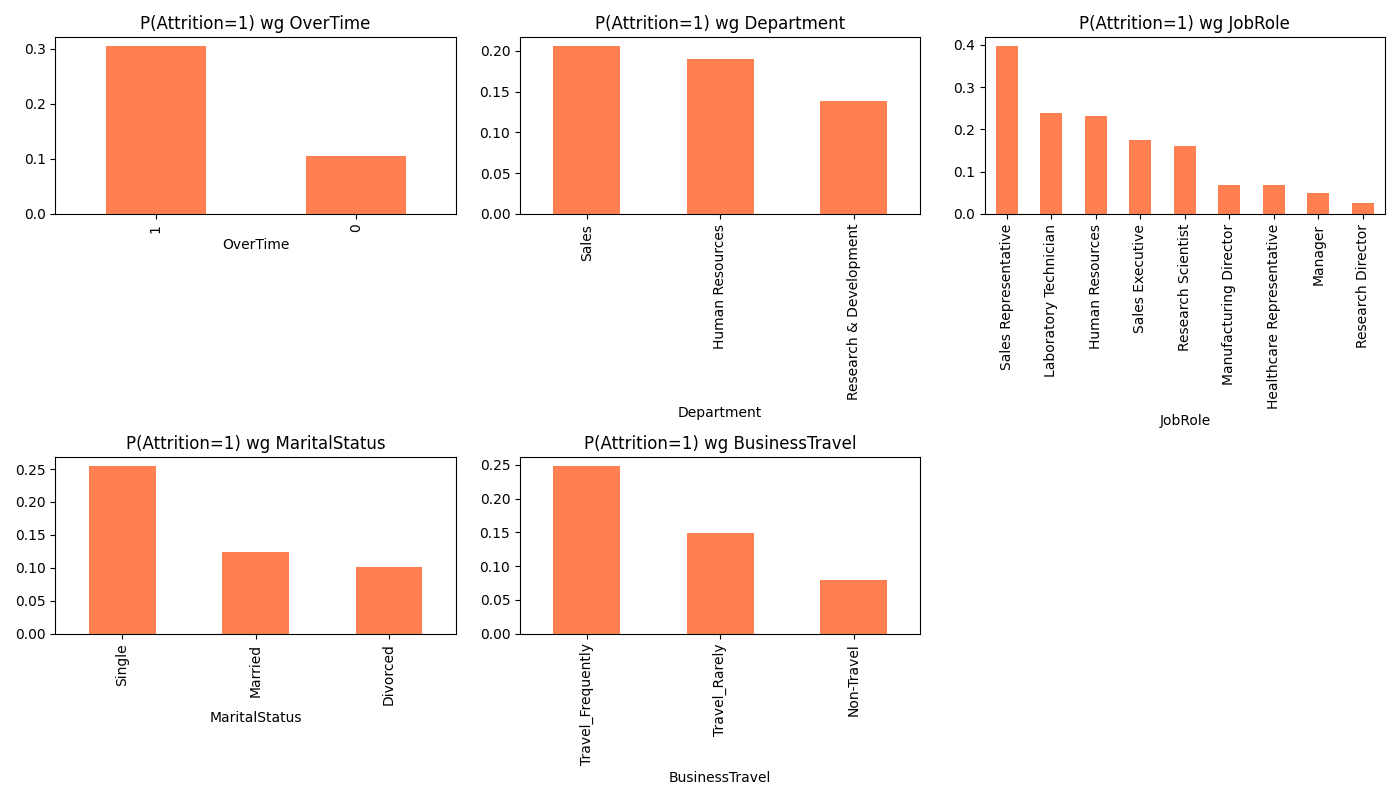 P(Attrition=1) wg OverTime
0.3
0.2
0.1
0.0
1
0
OverTime
P(Attrition=1) wg Department
0.20
0.15
0.10
0.05
0.00
Sales
Human Resources
Research & Development
Department
P(Attrition=1) wg JobRole
0.4
0.3
0.2
0.1
0.0
Sales Representative
Laboratory Technician
Human Resources
Sales Executive
Research Scientist
Manufacturing Director
Healthcare Representative
Manager
Research Director
JobRole
P(Attrition=1) wg MaritalStatus
0.25
0.20
0.15
0.10
0.05
0.00
Single
Married
Divorced
MaritalStatus
P(Attrition=1) wg BusinessTravel
0.25
0.20
0.15
0.10
0.05
0.00
Travel_Frequently
Travel_Rarely
Non-Travel
BusinessTravel